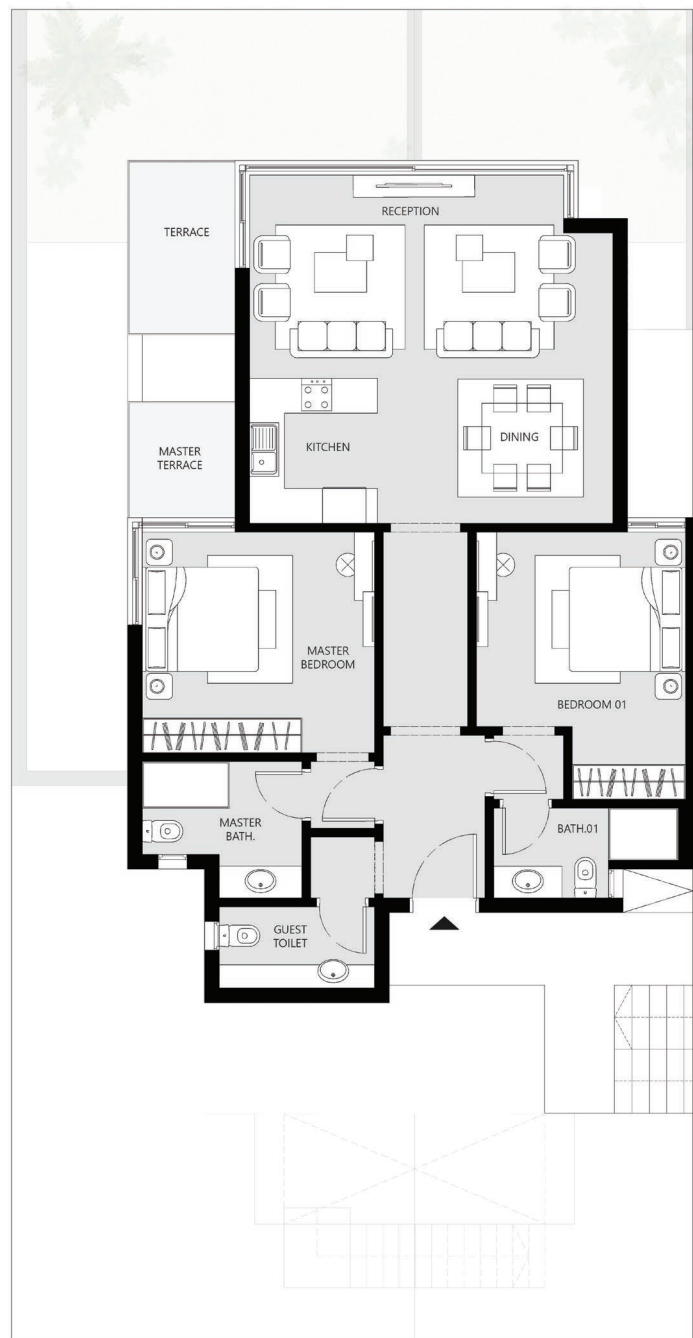 RECEPTION
TERRACE
KITCHEN
DINING
MASTER
TERRACE
MASTER
BEDROOM
BEDROOM 01
MASTER
BATH.
BATH.01
GUEST
TOILET